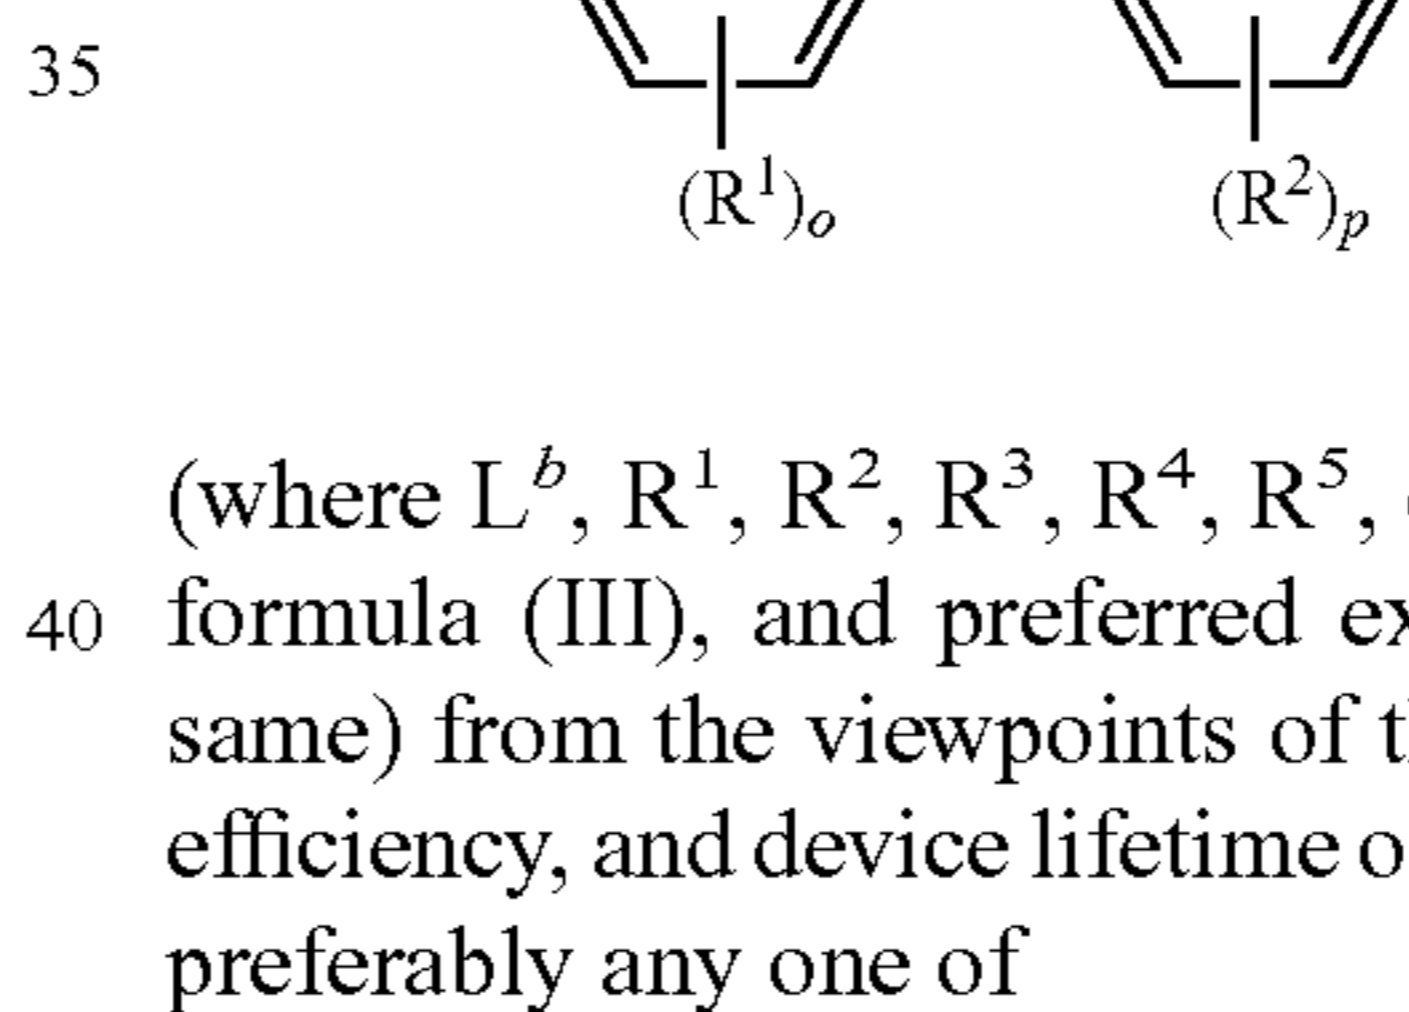 35
(R¹)ₒ (R²)ₚ
(where Lᵇ, R¹, R², R³, R⁴, R⁵,
40 formula (III), and preferred
same) from the viewpoints of
efficiency, and device lifetime
preferably any one of